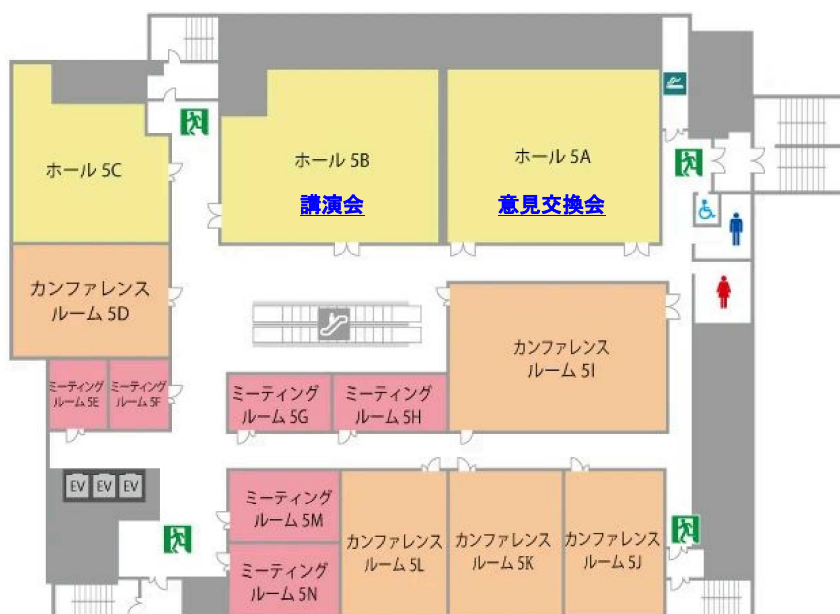 ホール 5C
ホール 5B
講演会
ホール 5A
意見交換会
カンファレンス
ルーム 5D
カンファレンス
ルーム 5I
ミーティング
ルーム 5E
ミーティング
ルーム 5F
ミーティング
ルーム 5G
ミーティング
ルーム 5H
EV
EV
EV
ミーティング
ルーム 5M
ミーティング
ルーム 5N
カンファレンス
ルーム 5L
カンファレンス
ルーム 5K
カンファレンス
ルーム 5J